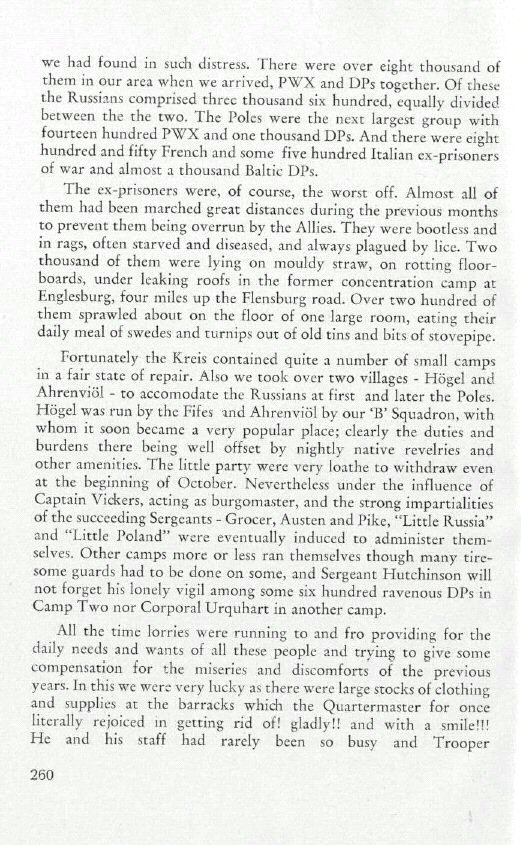 we had found in such distress. There were over eight thousand of
them in our area when we arrived, PWX and DPs together. Of these
the Russians comprised three thousand six hundred, equally divided
between the the two. The Poles were the next largest group with
fourteen hundred PWX and one thousand DPs. And there were eight
hundred and fifty French and some five hundred Italian ex-prisoners
of war and almost a thousand Baltic DPs.
The ex-prisoners were, of course, the worst off. Almost all of
them had been marched great distances during the previous months
to prevent them being overrun by the Allies. They were bootless and
in rags, often starved and diseased, and always plagued by lice. Two
thousand of them were lying on mouldy straw, on rotting floor-
boards, under leaking roofs in the former concentration camp at
Englesburg, four miles up the Flensburg road. Over two hundred of
them sprawled about on the floor of one large room, eating their
daily meal of swedes and turnips out of old tins and bits of stovepipe.
Fortunately the Kreis contained quite a number of small camps
in a fair state of repair. Also we took over two villages - Högel and
Ahrenviöl - to accomodate the Russians at first and later the Poles.
Högel was run by the Fifes and Ahrenviöl by our ‘B’ Squadron, with
whom it soon became a very popular place; clearly the duties and
burdens there being well offset by nightly native revelries and
other amenities. The little party were very loathe to withdraw even
at the beginning of October. Nevertheless under the influence of
Captain Vickers, acting as burgomaster, and the strong impartialities
of the succeeding Sergeants - Grocer, Austen and Pike, “Little Russia”
and “Little Poland” were eventually induced to administer them-
selves. Other camps more or less ran themselves though many tire-
some guards had to be done on some, and Sergeant Hutchinson will
not forget his lonely vigil among some six hundred ravenous DPs in
Camp Two nor Corporal Urquhart in another camp.
All the time lorries were running to and fro providing for the
daily needs and wants of all these people and trying to give some
compensation for the miseries and discomforts of the previous
years. In this we were very lucky as there were large stocks of clothing
and supplies at the barracks which the Quartermaster for once
literally rejoiced in getting rid of! gladly!! and with a smile!!!
He and his staff had rarely been so busy and Trooper
260